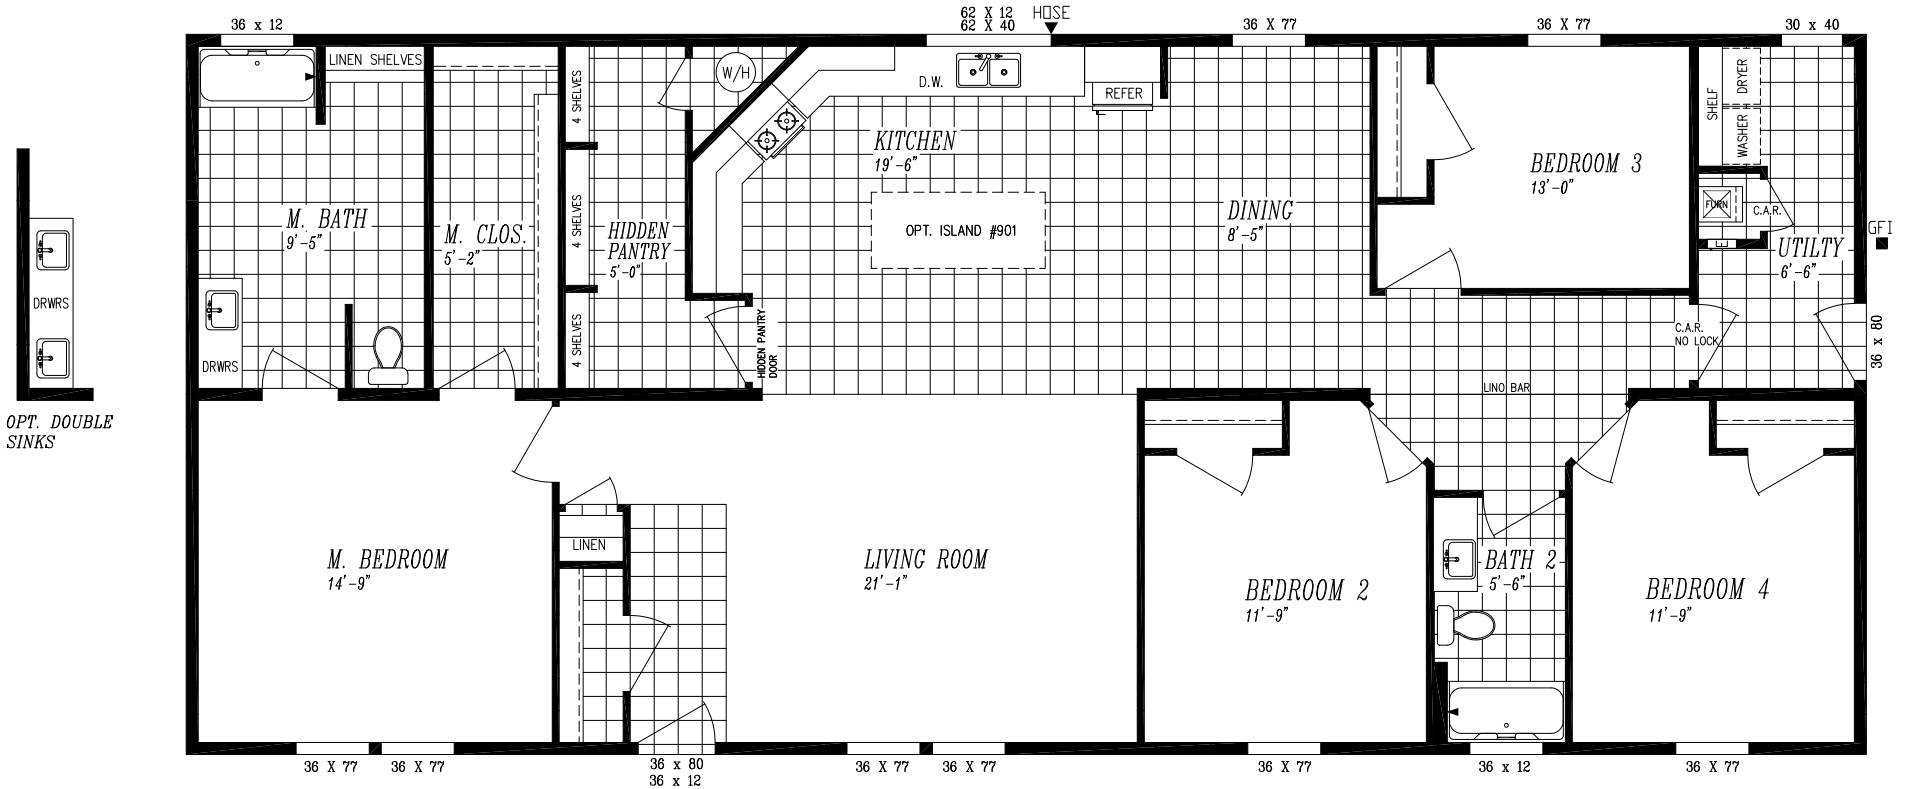 36 x 12
62 X 12
62 X 40
HOSE
36 X 77
36 X 77
30 x 40
LINEN SHELVES
4 SHELVES
W/H
D.W.
REFER
SHELF
DRYER
WASHER
KITCHEN
19'-6"
BEDROOM 3
13'-0"
M. BATH
9'-5"
M. CLOS.
5'-2"
4 SHELVES
HIDDEN
PANTRY
5'-0"
OPT. ISLAND #901
DINING
8'-5"
FURN
C.A.R.
E
UTILTY
6'-6"
GFI
DRWRS
OPT. DOUBLE
SINKS
DRWRS
4 SHELVES
HIDDEN PANTRY
DOOR
C.A.R.
NO LOCK
36 x 80
LINO BAR
LINEN
M. BEDROOM
14'-9"
LIVING ROOM
21'-1"
BEDROOM 2
11'-9"
BATH 2
5'-6"
BEDROOM 4
11'-9"
36 X 77
36 X 77
36 x 80
36 x 12
36 X 77
36 X 77
36 X 77
36 x 12
36 X 77